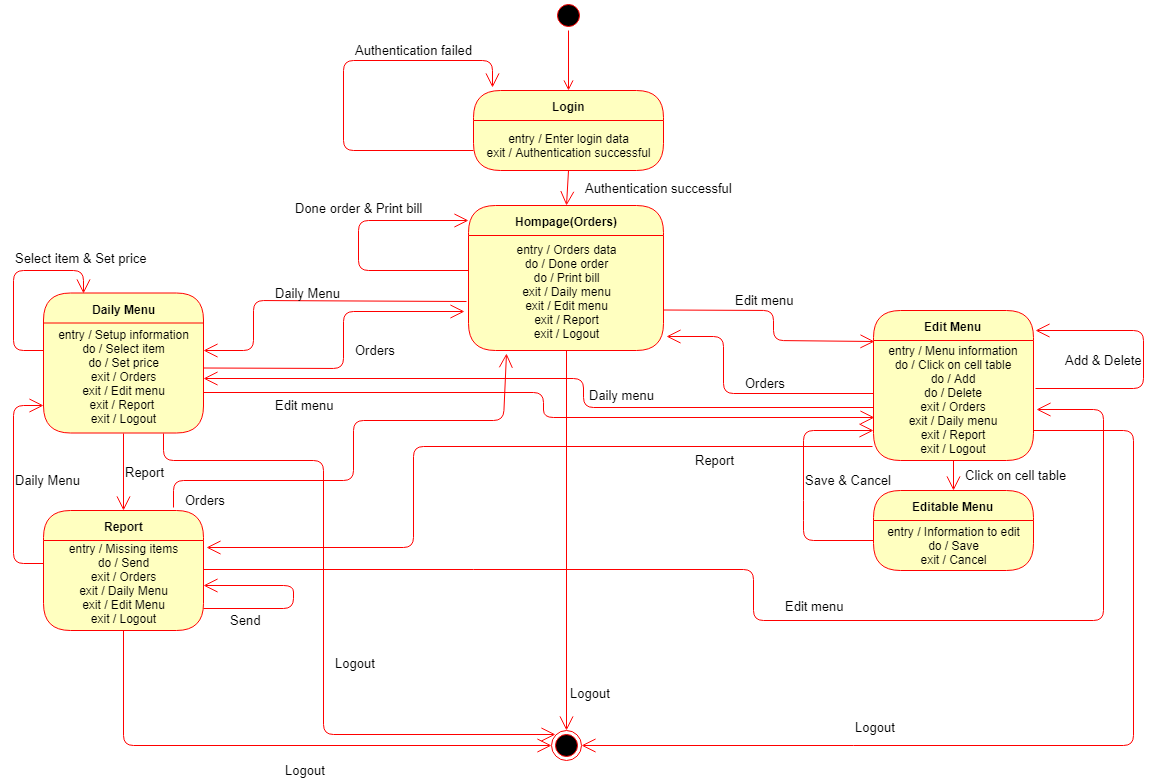 Authentication failed
Login
entry / Enter login data
exit / Authentication successful
Authentication successful
Done order & Print bill
Hompage(Orders)
entry / Orders data
do / Done order
do / Print bill
exit / Daily menu
exit / Edit menu
exit / Report
exit / Logout
Select item & Set price
Daily Menu
Daily Menu
entry / Setup information
do / Select item
do / Set price
exit / Orders
exit / Edit menu
exit / Report
exit / Logout
Orders
Edit menu
Edit menu
Edit Menu
entry / Menu information
do / Click on cell table
do / Add
do / Delete
exit / Orders
exit / Daily menu
exit / Report
exit / Logout
Add & Delete
Orders
Daily menu
Report
Save & Cancel
Click on cell table
Editable Menu
entry / Information to edit
do / Save
exit / Cancel
Daily Menu
Report
Orders
Report
entry / Missing items
do / Send
exit / Orders
exit / Daily Menu
exit / Edit Menu
exit / Logout
Send
Edit menu
Logout
Logout
Logout
Logout